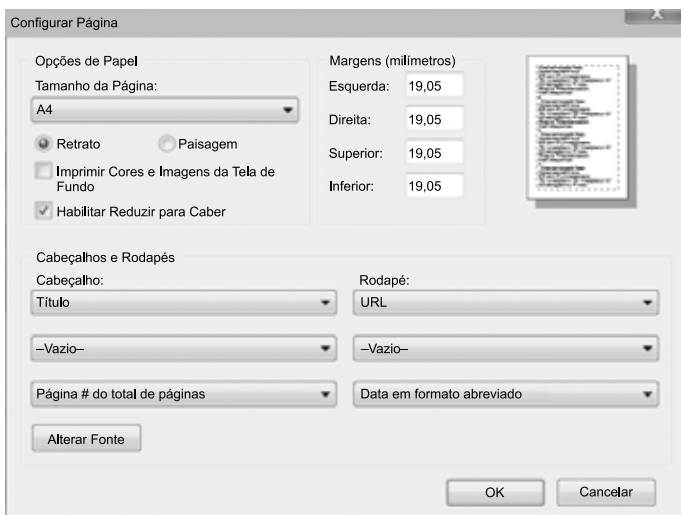 Configurar Página
X
Opções de Papel
Tamanho da Página:
A4
Retrato
Paisagem
Imprimir Cores e Imagens da Tela de
Fundo
Habilitar Reduzir para Caber
Margens (milímetros)
Esquerda: 19,05
Direita: 19,05
Superior: 19,05
Inferior: 19,05
Cabeçalhos e Rodapés
Cabeçalho:
Rodapé:
Título
URL
–Vazio–
–Vazio–
Página # do total de páginas
Data em formato abreviado
Alterar Fonte
OK
Cancelar